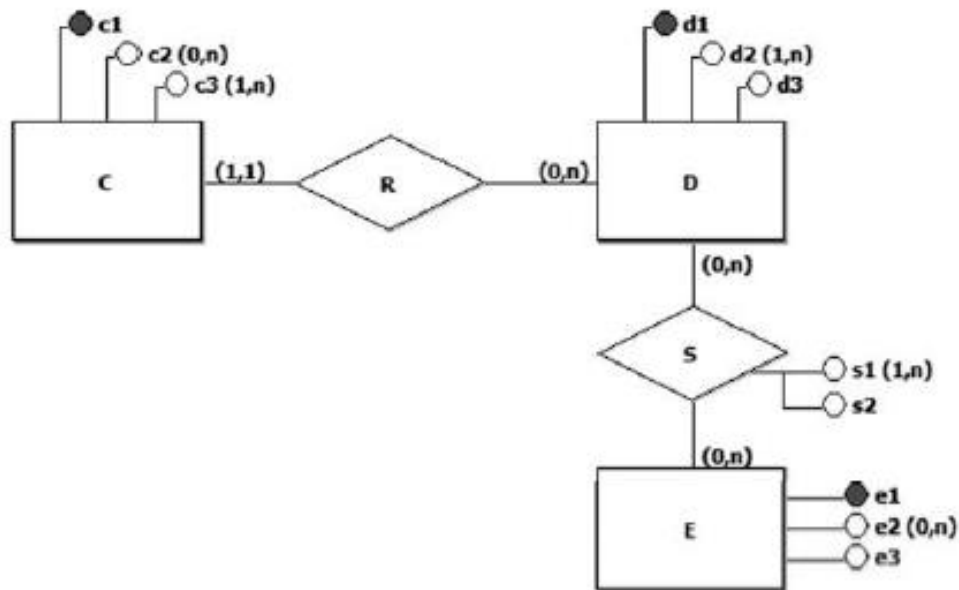 c1
c2 (0,n)
c3 (1,n)
d1
d2 (1,n)
d3
C
(1,1)
R
(0,n)
D
(0,n)
S
s1 (1,n)
s2
(0,n)
E
e1
e2 (0,n)
e3